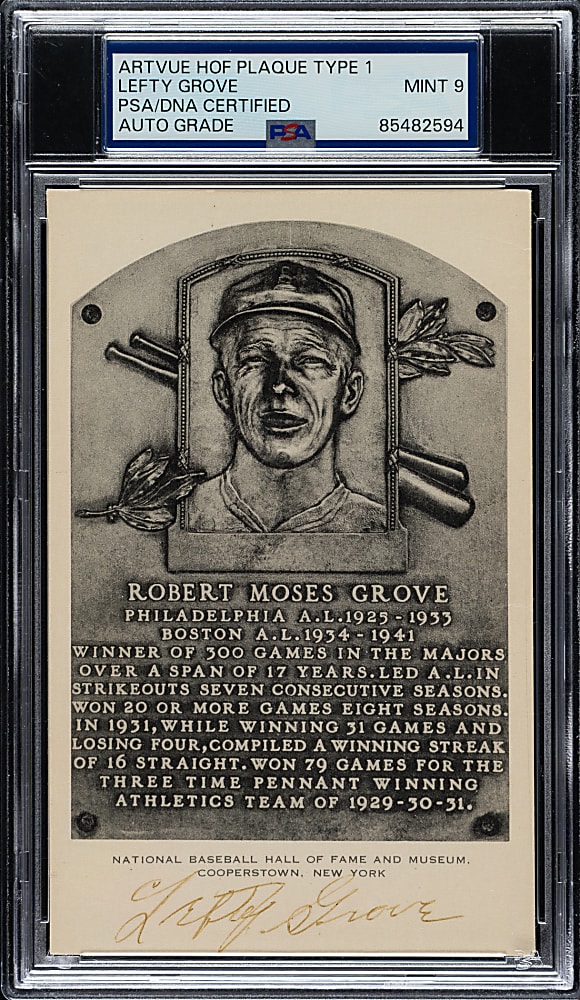 ARTVUE HOF PLAQUE TYPE 1
LEFTY GROVE MINT 9
PSA/DNA CERTIFIED
AUTO GRADE PSA 85482594
ROBERT MOSES GROVE
PHILADELPHIA A.L.1925-1933
BOSTON A.L.1934-1941
WINNER OF 300 GAMES IN THE MAJORS
OVER A SPAN OF 17 YEARS.LED A.L.IN
STRIKEOUTS SEVEN CONSECUTIVE SEASONS.
WON 20 OR MORE GAMES EIGHT SEASONS.
IN 1931,WHILE WINNING 31 GAMES AND
LOSING FOUR,COMPILED A WINNING STREAK
OF 16 STRAIGHT.WON 79 GAMES FOR THE
THREE TIME PENNANT WINNING
ATHLETICS TEAM OF 1929-30-31.
NATIONAL BASEBALL HALL OF FAME AND MUSEUM,
COOPERSTOWN, NEW YORK
Lefty Grove